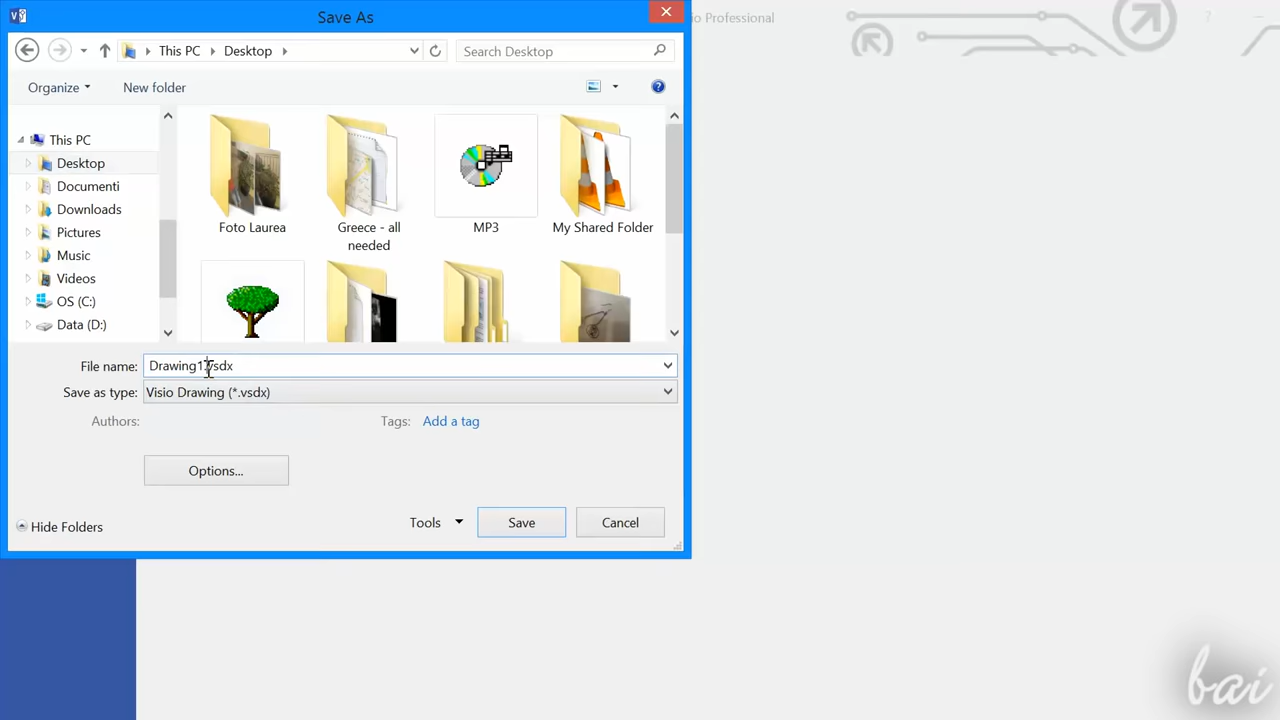 Save As
io Professional
This PC
Desktop
Search Desktop
Organize
New folder
?
This PC
Desktop
Documenti
Downloads
Pictures
Music
Videos
OS (C:)
Data (D:)
Foto Laurea
Greece - all
needed
MP3
My Shared Folder
File name:
Drawing1.vsdx
Save as type:
Visio Drawing (*.vsdx)
Authors:
Tags:
Add a tag
Options...
Hide Folders
Tools
Save
Cancel
bai